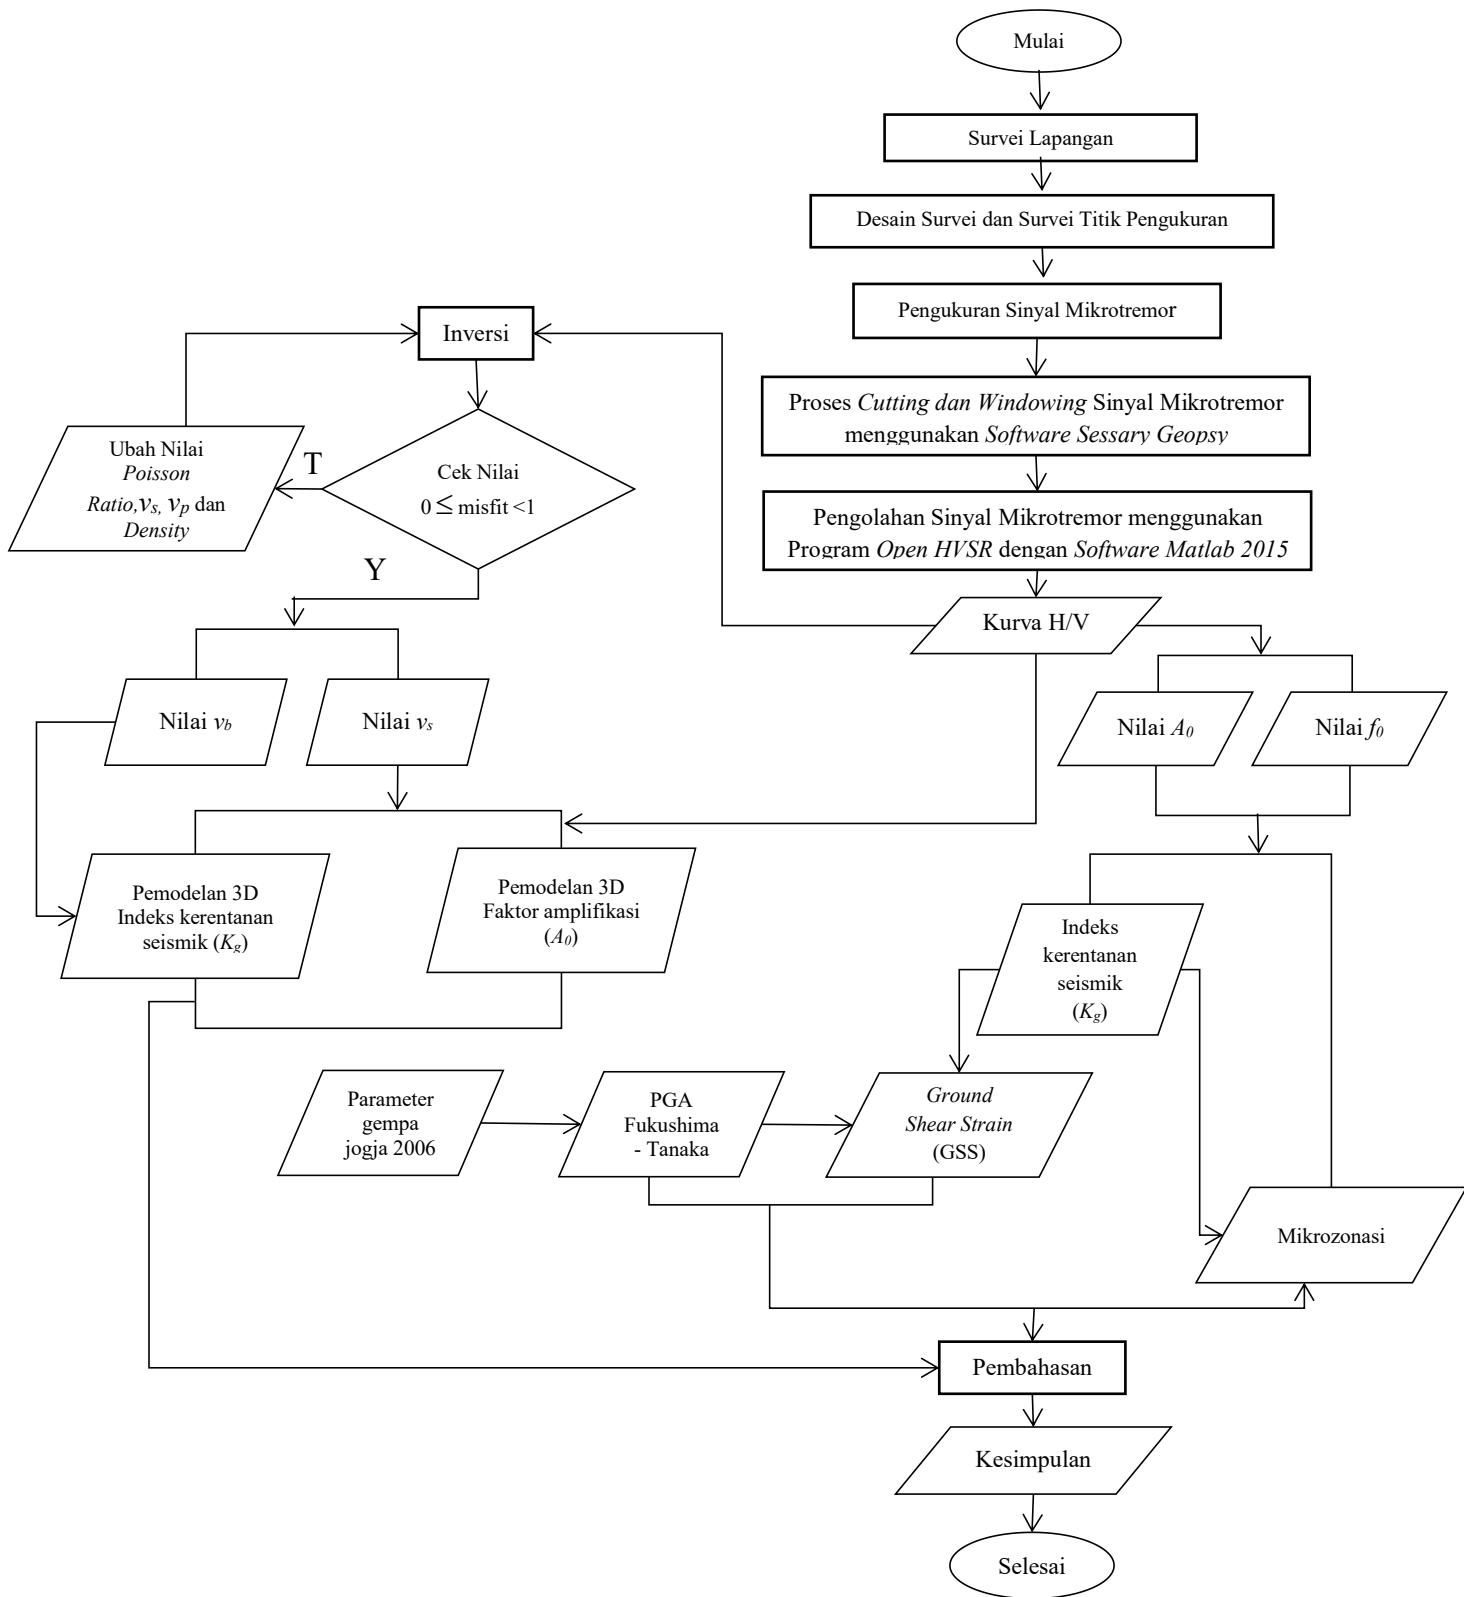 Mulai
Survei Lapangan
Desain Survei dan Survei Titik Pengukuran
Pengukuran Sinyal Mikrotremor
Inversi
Proses Cutting dan Windowing Sinyal Mikrotremor
menggunakan Software Sessary Geopsy
Ubah Nilai
Poisson
Ratio,vs, vp dan
Density
T
Cek Nilai
0 ≤ misfit <1
Pengolahan Sinyal Mikrotremor menggunakan
Program Open HVSR dengan Software Matlab 2015
Y
Kurva H/V
Nilai vb
Nilai vs
Nilai A0
Nilai f0
Pemodelan 3D
Indeks kerentanan
seismik (Kg)
Pemodelan 3D
Faktor amplifikasi
(A0)
Indeks
kerentanan
seismik
(Kg)
Parameter
gempa
jogja 2006
PGA
Fukushima
- Tanaka
Ground
Shear Strain
(GSS)
Mikrozonasi
Pembahasan
Kesimpulan
Selesai